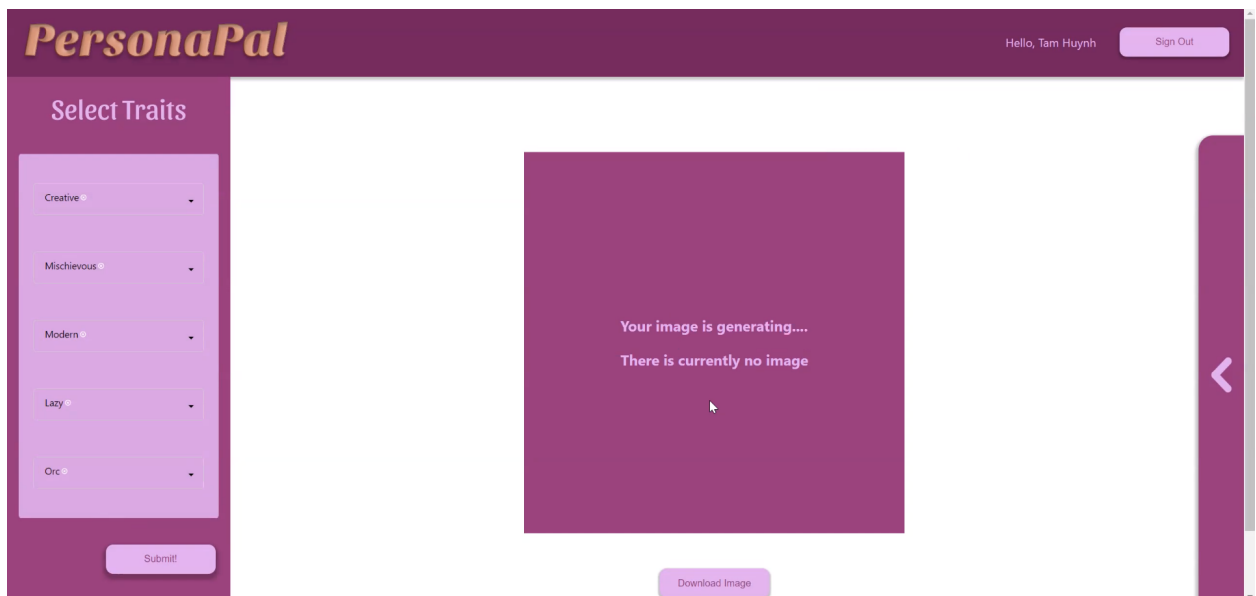 PersonaPal
Hello, Tam Huynh
Sign Out
Select Traits
Creative
Mischievous
Modern
Lazy
Orc
Submit!
Your image is generating....
There is currently no image
Download Image